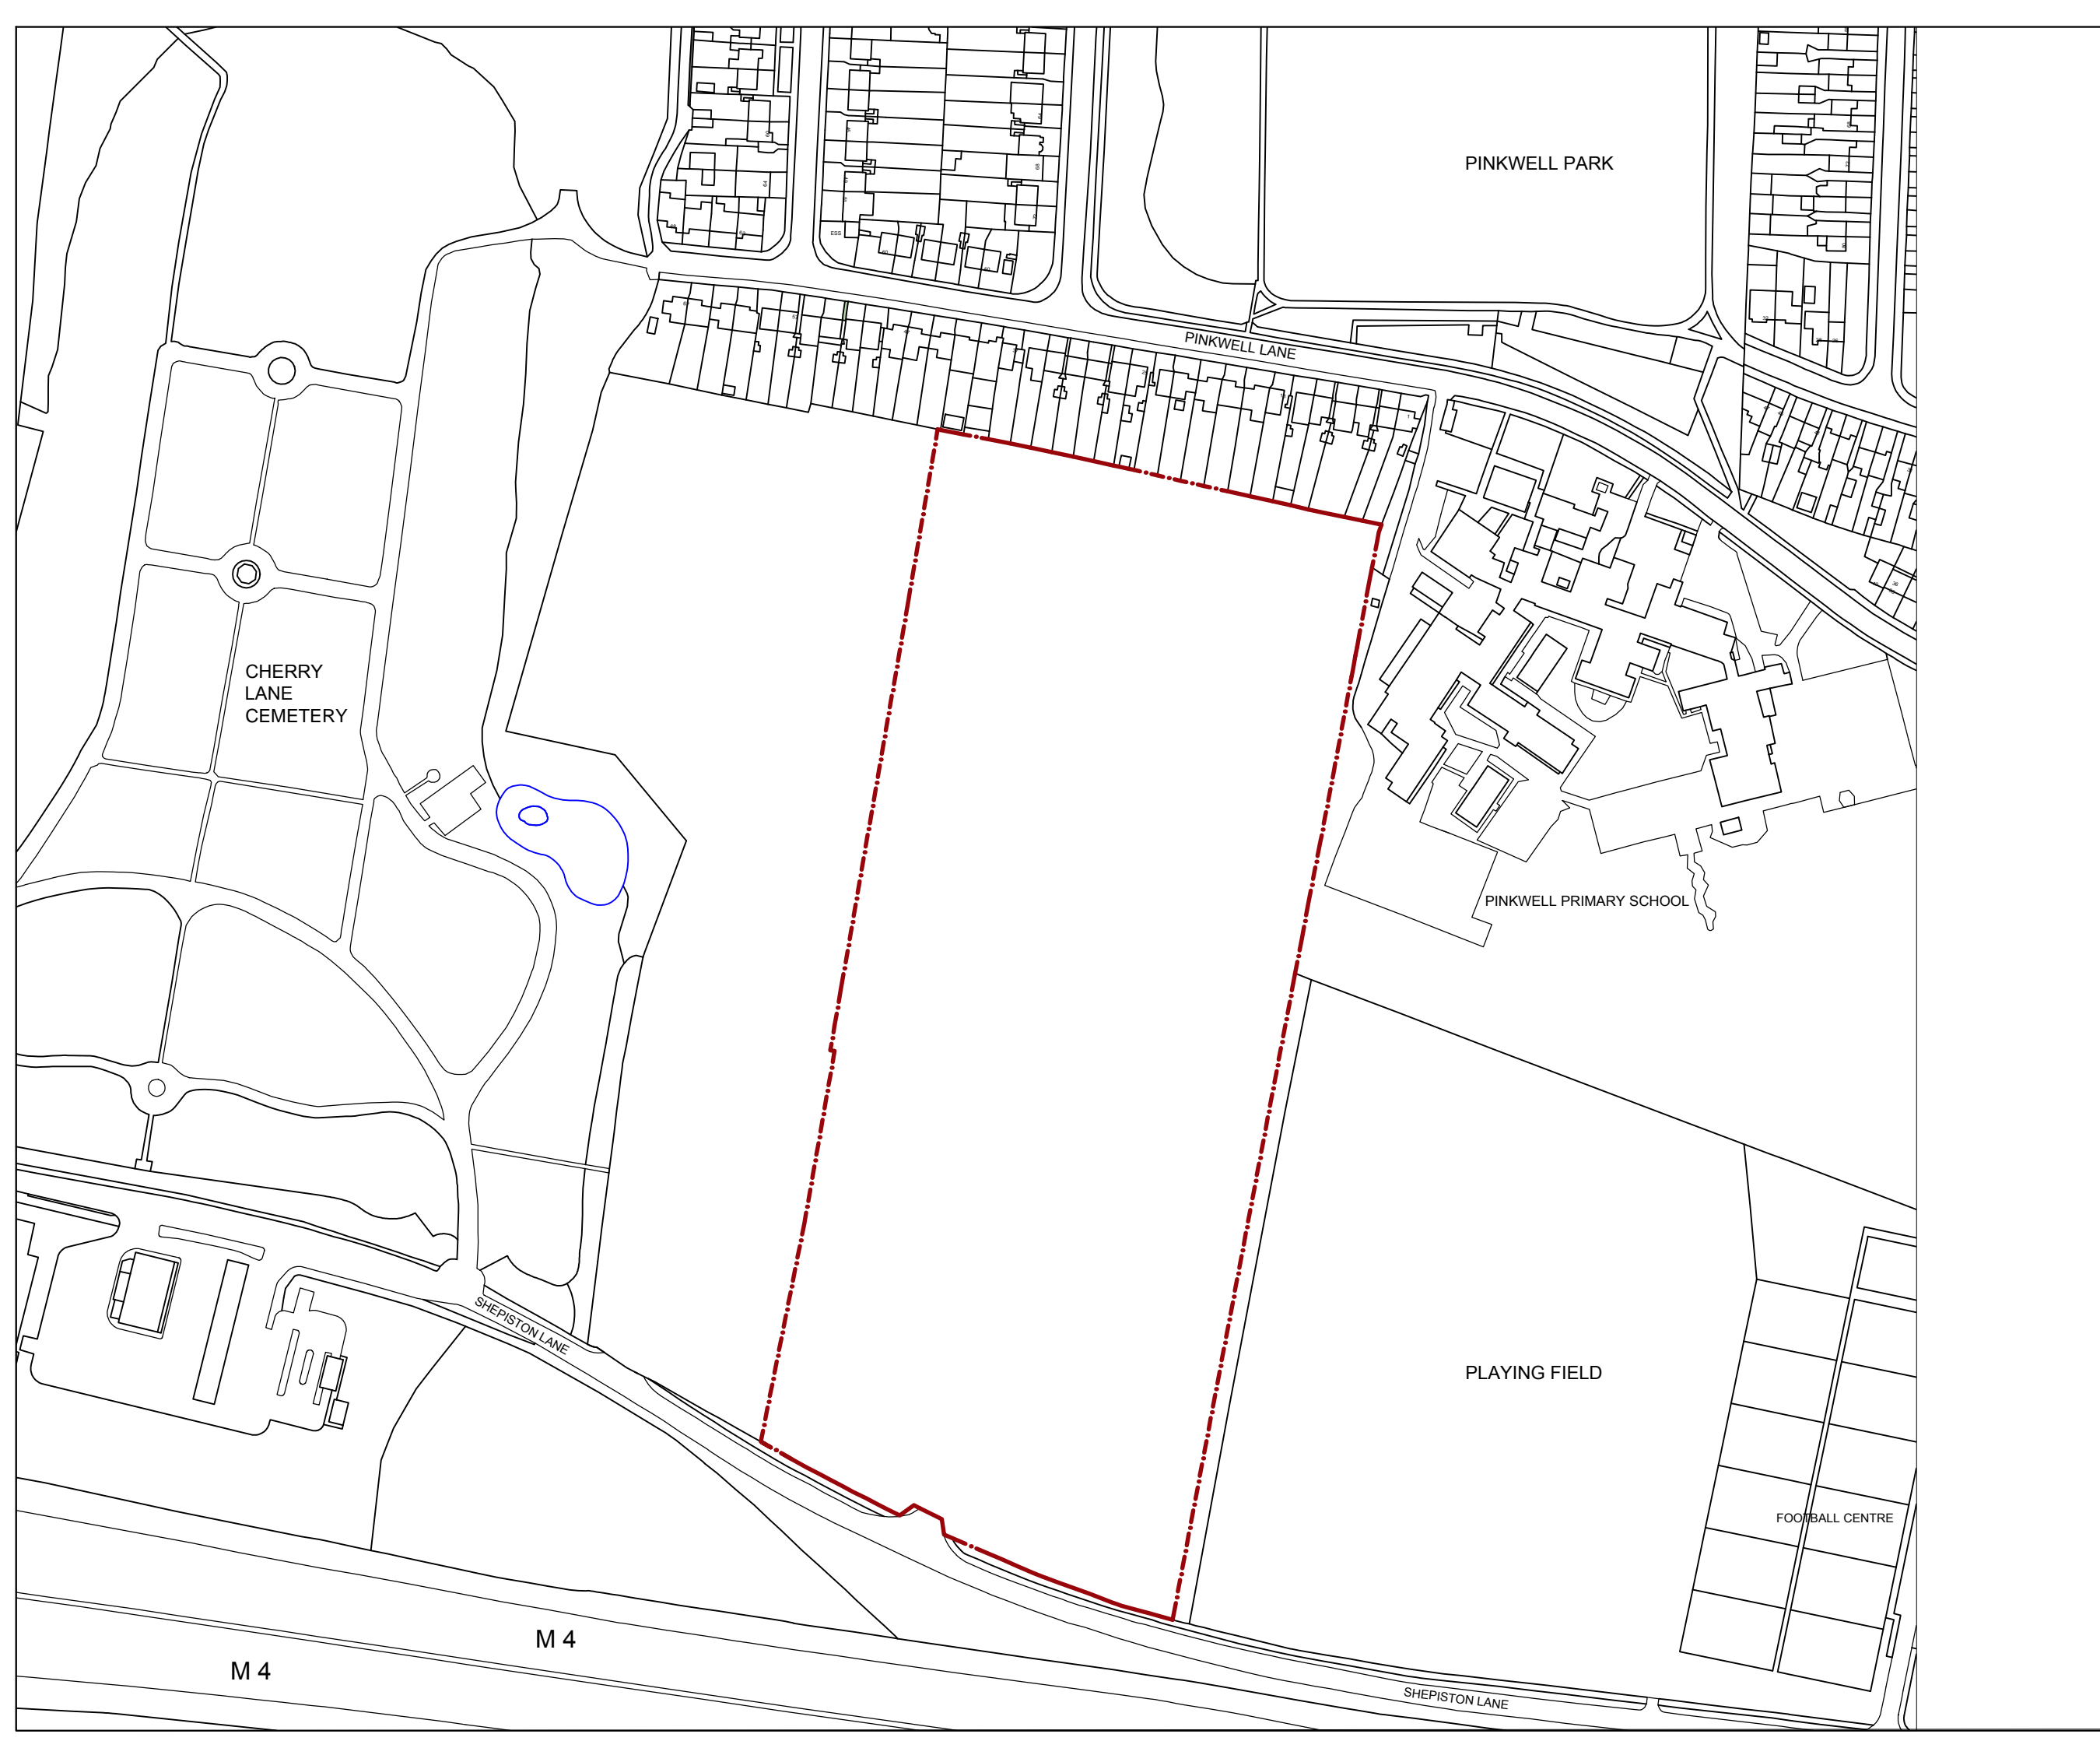 PINKWELL PARK
ESS
PINKWELL LANE
CHERRY
LANE
CEMETERY
PINKWELL PRIMARY SCHOOL
SHEPISTON LANE
PLAYING FIELD
FOOTBALL CENTRE
M 4
M 4
SHEPISTON LANE